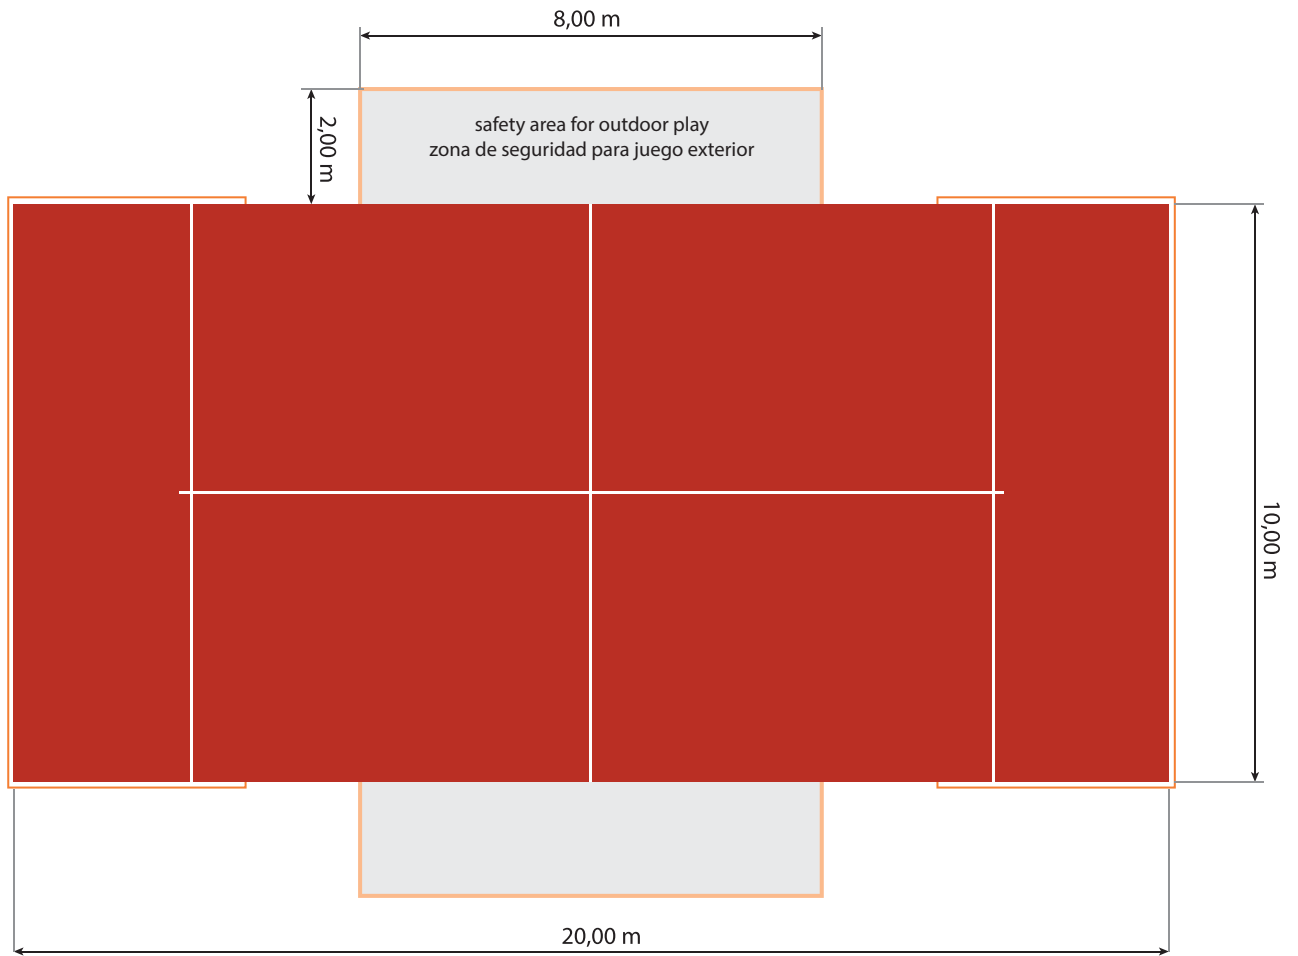 8,00 m
2,00 m
safety area for outdoor play
zona de seguridad para juego exterior
10,00 m
20,00 m